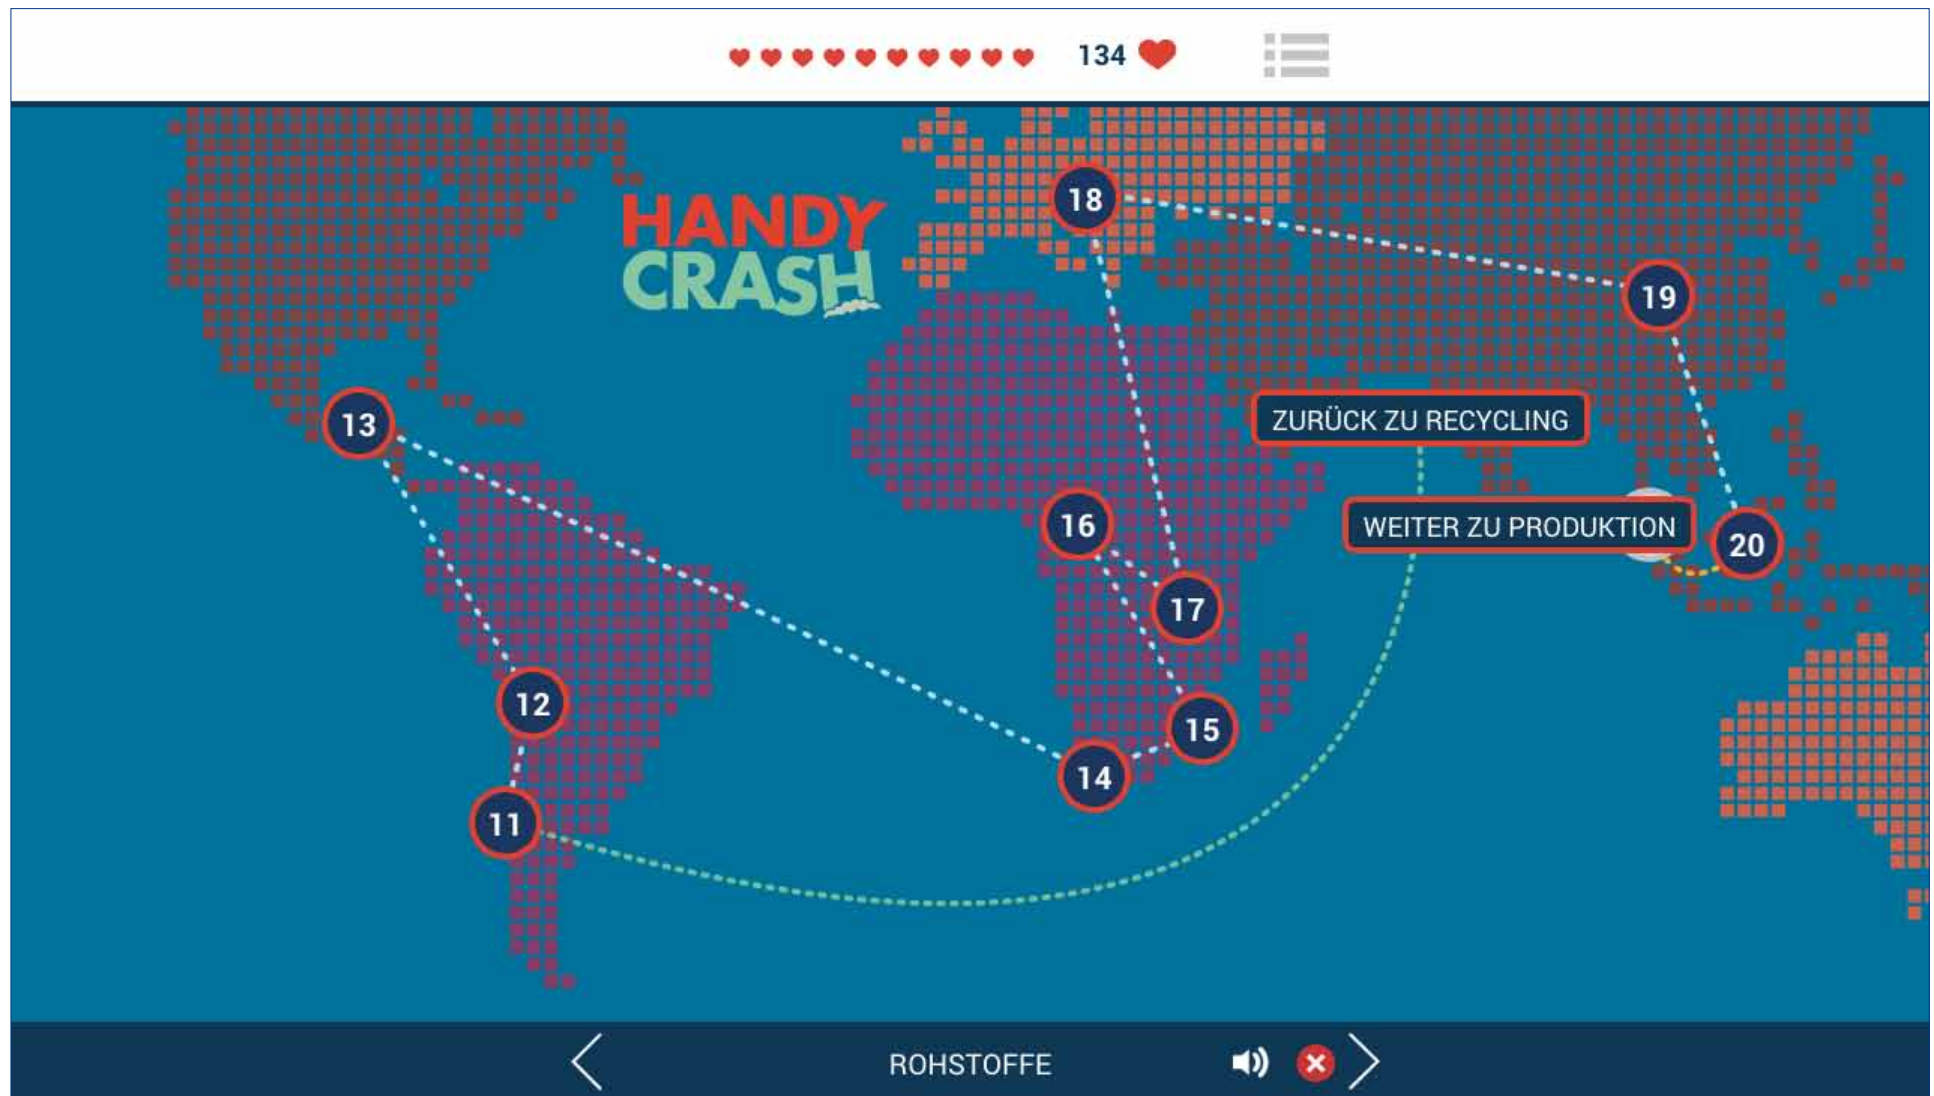 134
HANDY
CRASH
18
19
13
ZURÜCK ZU RECYCLING
16
WEITER ZU PRODUKTION
20
17
12
15
14
11
ROHSTOFFE